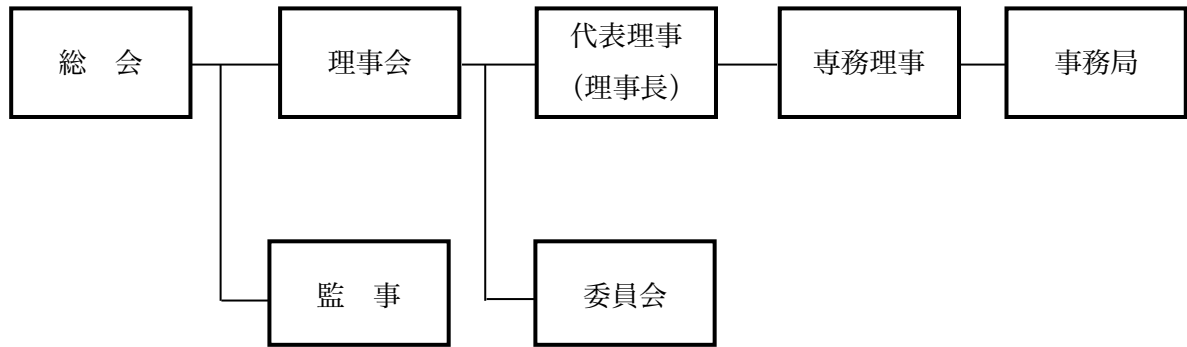 総　会
理事会
代表理事
（理事長）
専務理事
事務局
監　事
委員会